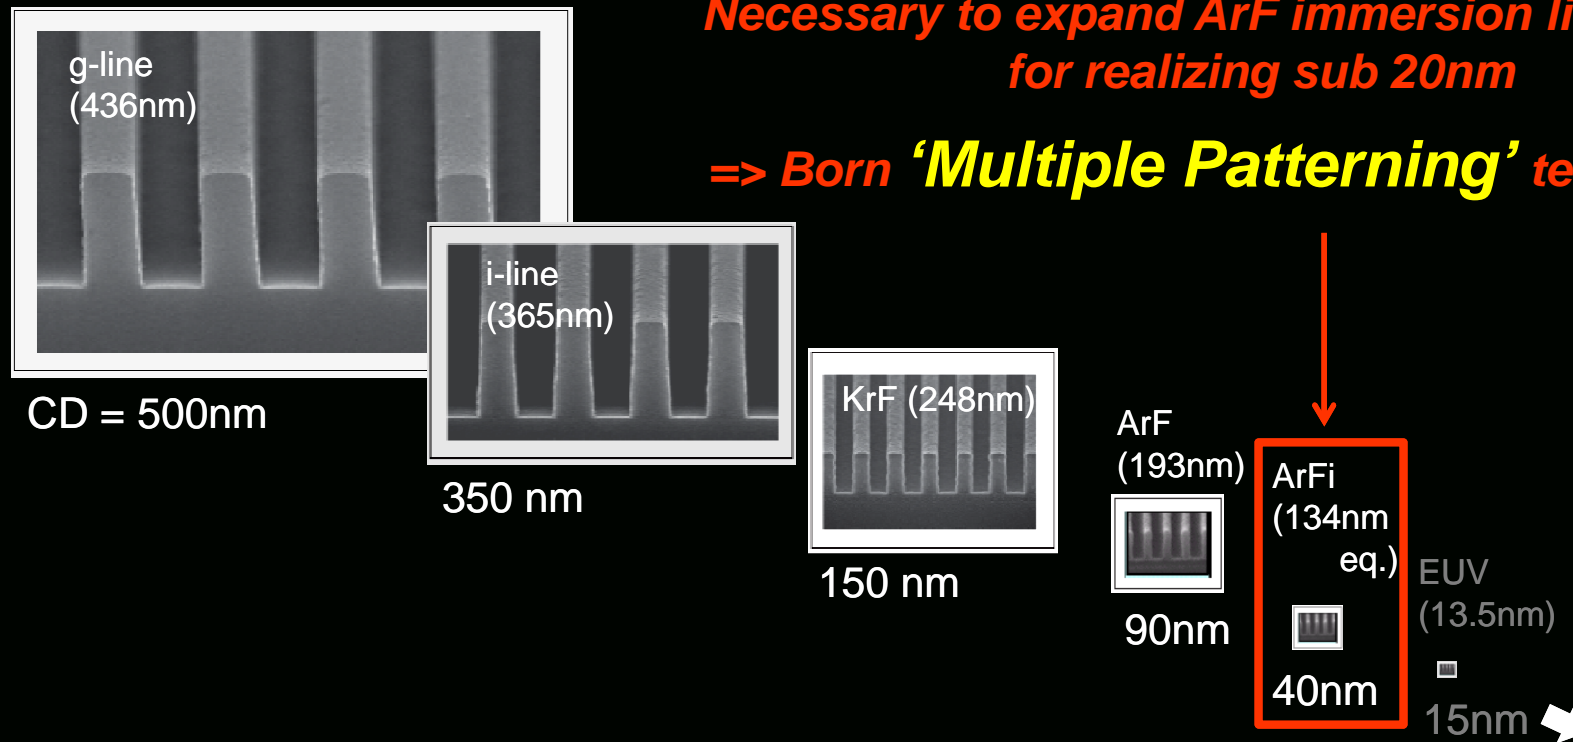 Necessary to expand ArF immersion
for realizing sub 20nm
=> Born ‘Multiple Patterning’
g-line
(436nm)
CD = 500nm
i-line
(365nm)
350 nm
KrF (248nm)
150 nm
ArF
(193nm)
90nm
ArFi
(134nm
eq.)
40nm
EUV
(13.5nm)
15nm